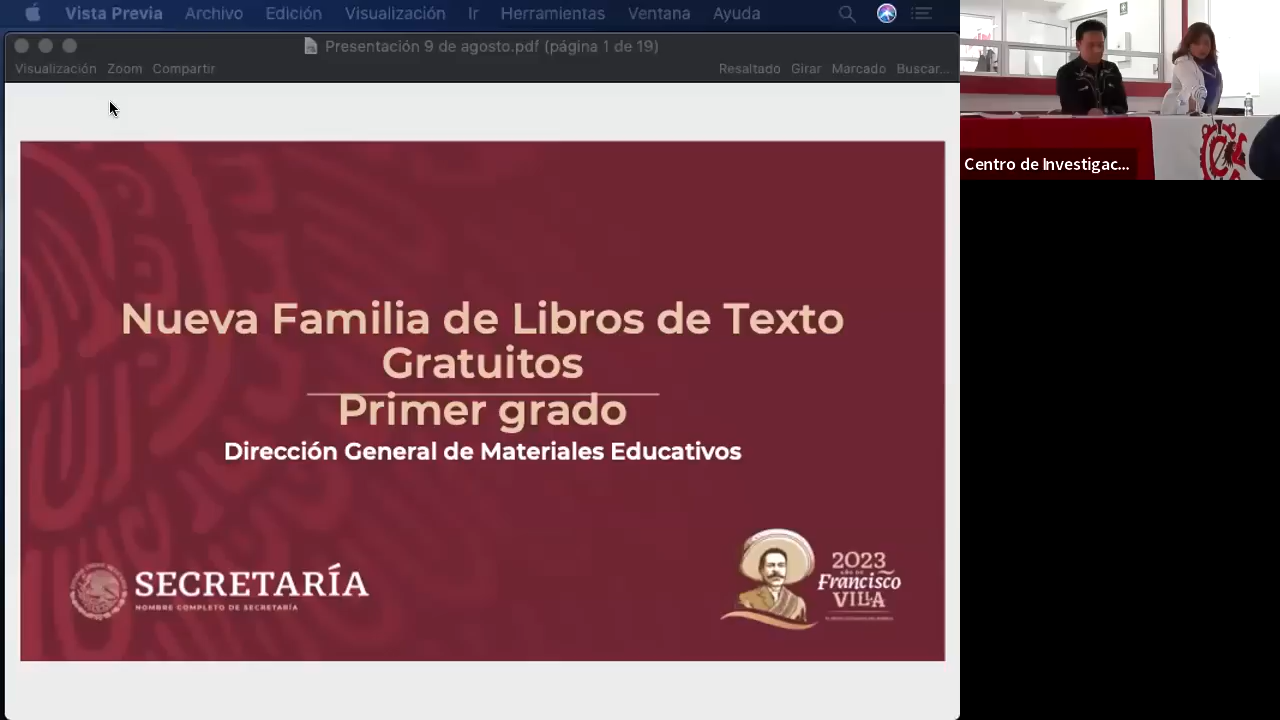 Vista Previa Archivo Edición Visualización Ir Herramientas Ventana Ayuda
Presentación 9 de agosto.pdf (página 1 de 19)
Visualización Zoom Compartir Resaltado Girar Marcado Buscar...
Centro de Investigac...
Nueva Familia de Libros de Texto
Gratuitos
Primer grado
Dirección General de Materiales Educativos
SECRETARÍA
NOMBRE COMPLETO DE SECRETARÍA
2023
AÑO DE
Francisco
VILLA